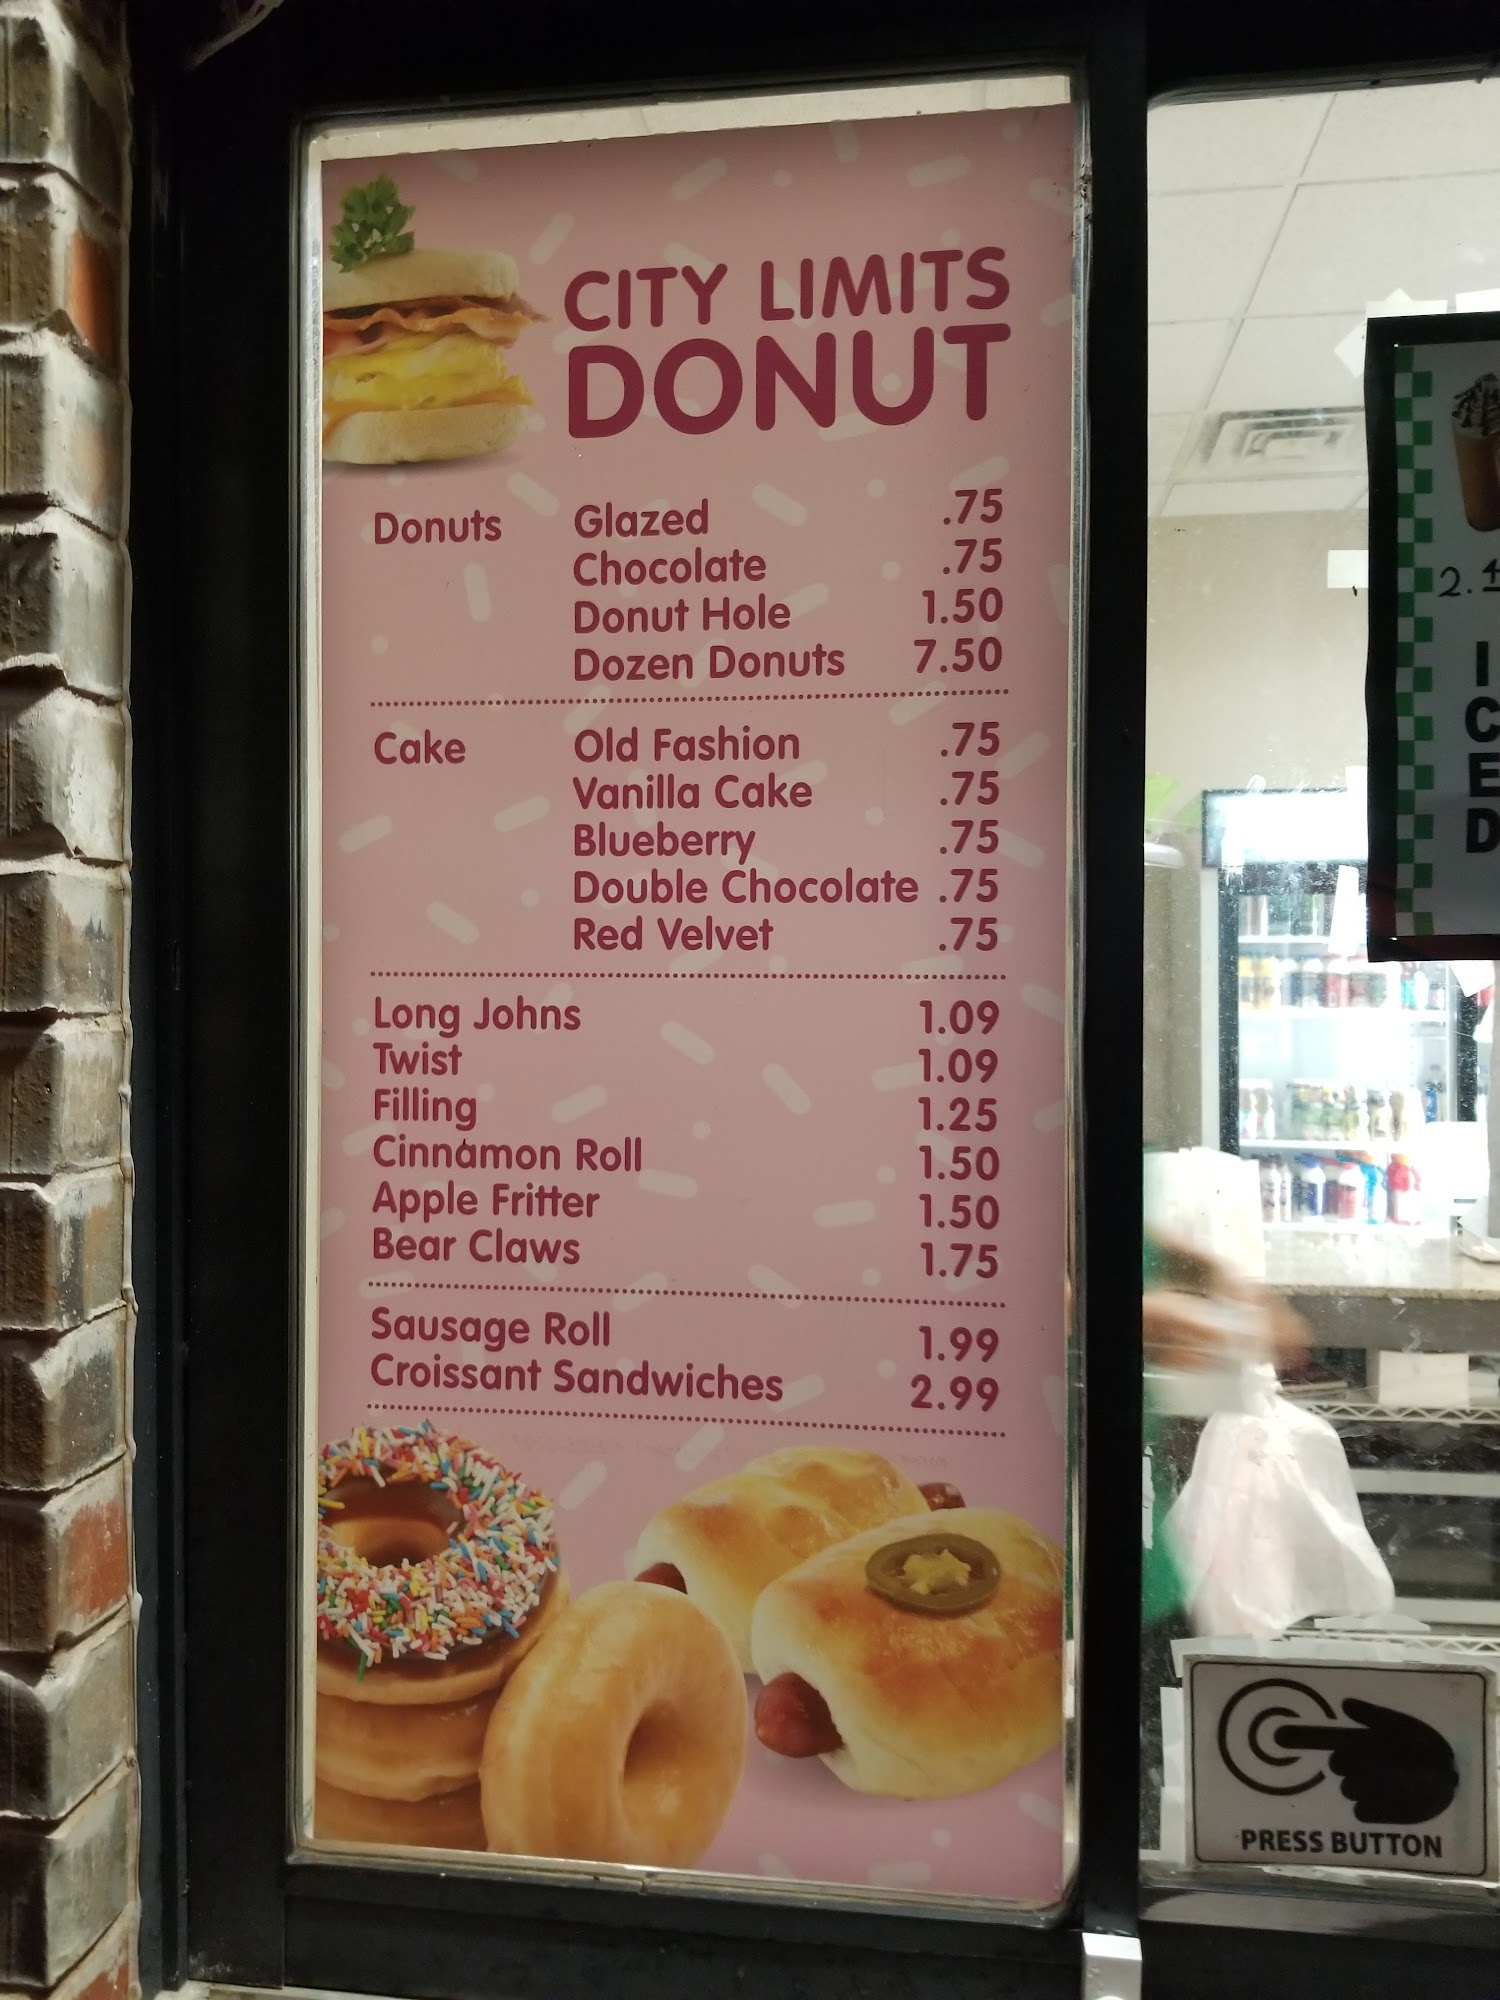 CITY LIMITS
DONUT
Donuts Glazed .75
Chocolate .75
Donut Hole 1.50
Dozen Donuts 7.50
Cake Old Fashion .75
Vanilla Cake .75
Blueberry .75
Double Chocolate .75
Red Velvet .75
Long Johns 1.09
Twist 1.09
Filling 1.25
Cinnamon Roll 1.50
Apple Fritter 1.50
Bear Claws 1.75
Sausage Roll 1.99
Croissant Sandwiches 2.99
2.
I
C
E
D
PRESS BUTTON